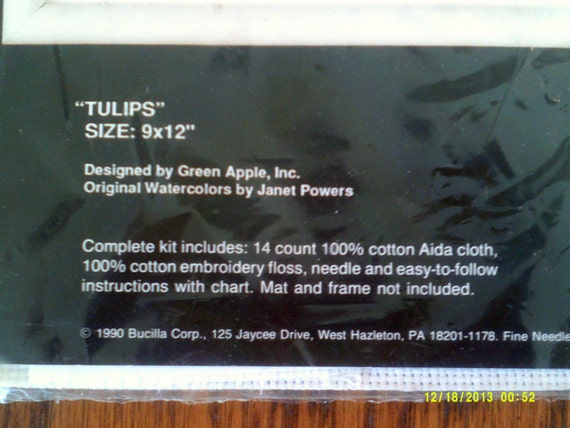 “TULIPS”
SIZE: 9x12"
Designed by Green Apple, Inc.
Original Watercolors by Janet Powers
Complete kit includes: 14 count 100% cotton Aida cloth,
100% cotton embroidery floss, needle and easy-to-follow
instructions with chart. Mat and frame not included.
© 1990 Bucilla Corp., 125 Jaycee Drive, West Hazleton, PA 18201-1178. Fine Needle
12/18/2013 00:52